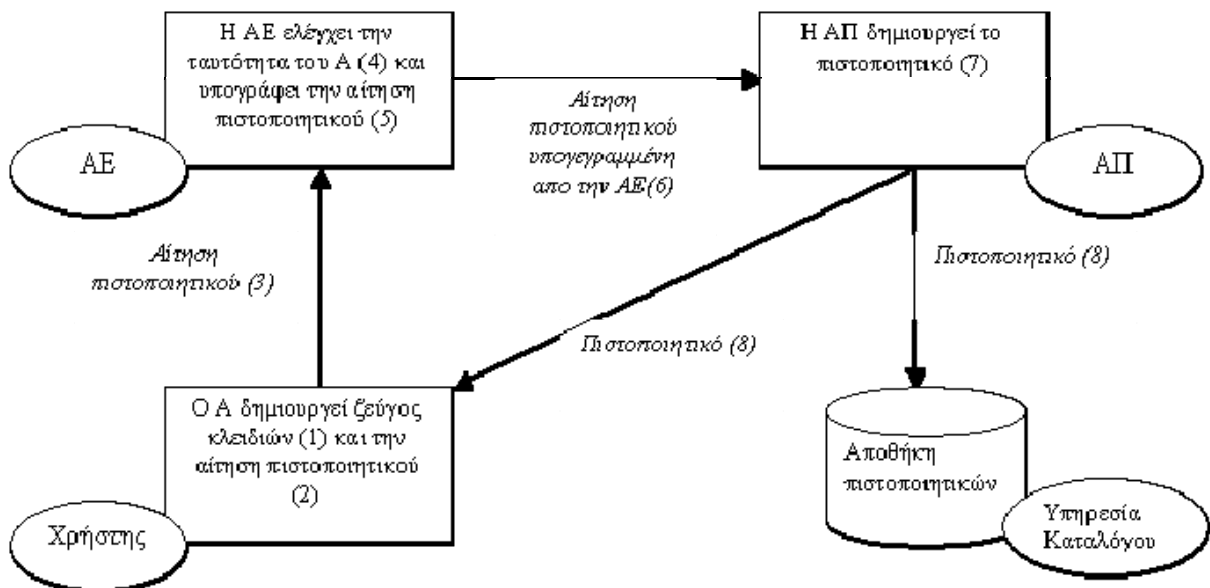 Η ΑΕ ελέγχει την
ταυτότητα του Α (4) και
υπογράφει την αίτηση
πιστοποιητικού (5)
ΑΕ
Αίτηση
πιστοποιητικού
υπογεγραμμένη
απο την ΑΕ(6)
Η ΑΠ δημιουργεί το
πιστοποιητικό (7)
ΑΠ
Αίτηση
πιστοποιητικού (3)
Πιστοποιητικό (8)
Πιστοποιητικό (8)
Ο Α δημιουργεί ζεύγος
κλειδιών (1) και την
αίτηση πιστοποιητικού
(2)
Χρήστης
Αποθήκη
πιστοποιητικών
Υπηρεσία
Καταλόγου